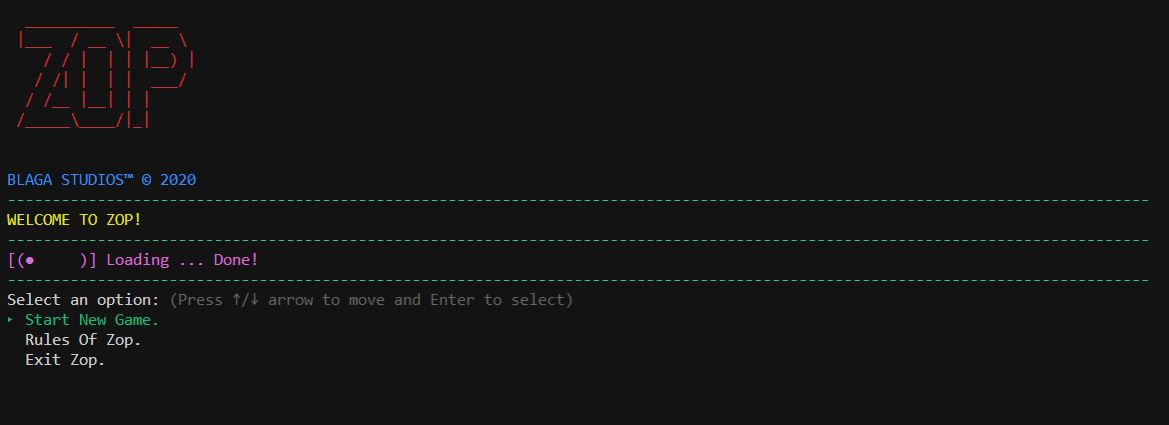 ZOP
BLAGA STUDIOS™ © 2020
-------------------------------------------------------------------------------------------------------------------------------
WELCOME TO ZOP!
-------------------------------------------------------------------------------------------------------------------------------
[(●     )] Loading ... Done!
-------------------------------------------------------------------------------------------------------------------------------
Select an option: (Press ↑/↓ arrow to move and Enter to select)
‣ Start New Game.
Rules Of Zop.
Exit Zop.